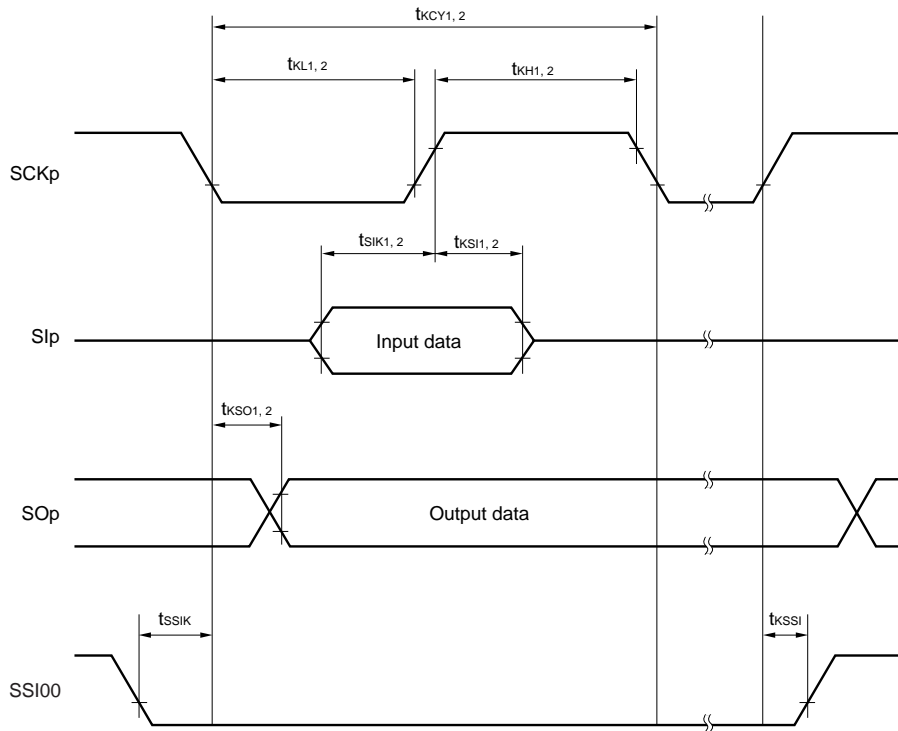 tKCY1, 2
tKL1, 2
tKH1, 2
SCKp
tSIK1, 2
tKSI1, 2
SIp
Input data
tKSO1, 2
SOp
Output data
tSSIK
tKSSI
SSI00